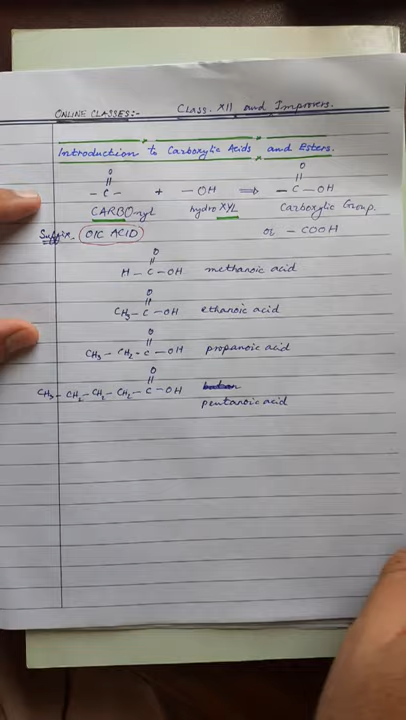 ONLINE CLASSES:- Class. XII and Improvers.
Introduction to Carboxylic Acids and Esters.
O O
|| ||
- C - + - OH ⇒ - C - OH
CARBOnyl hydroXYL Carboxylic Group.
Suffix. OIC ACID or - COOH
O
||
H - C - OH methanoic acid
O
||
CH₃ - C - OH ethanoic acid
O
||
CH₃ - CH₂ - C - OH propanoic acid
O
||
CH₃ - CH₂ - CH₂ - CH₂ - C - OH
pentanoic acid